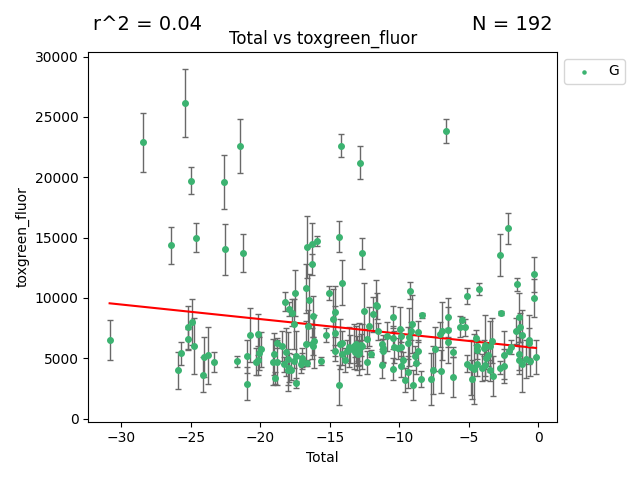 r^2 = 0.04
N = 192
Total vs toxgreen_fluor
G
30000
25000
20000
15000
10000
5000
0
toxgreen_fluor
−30
−25
−20
−15
−10
−5
0
Total